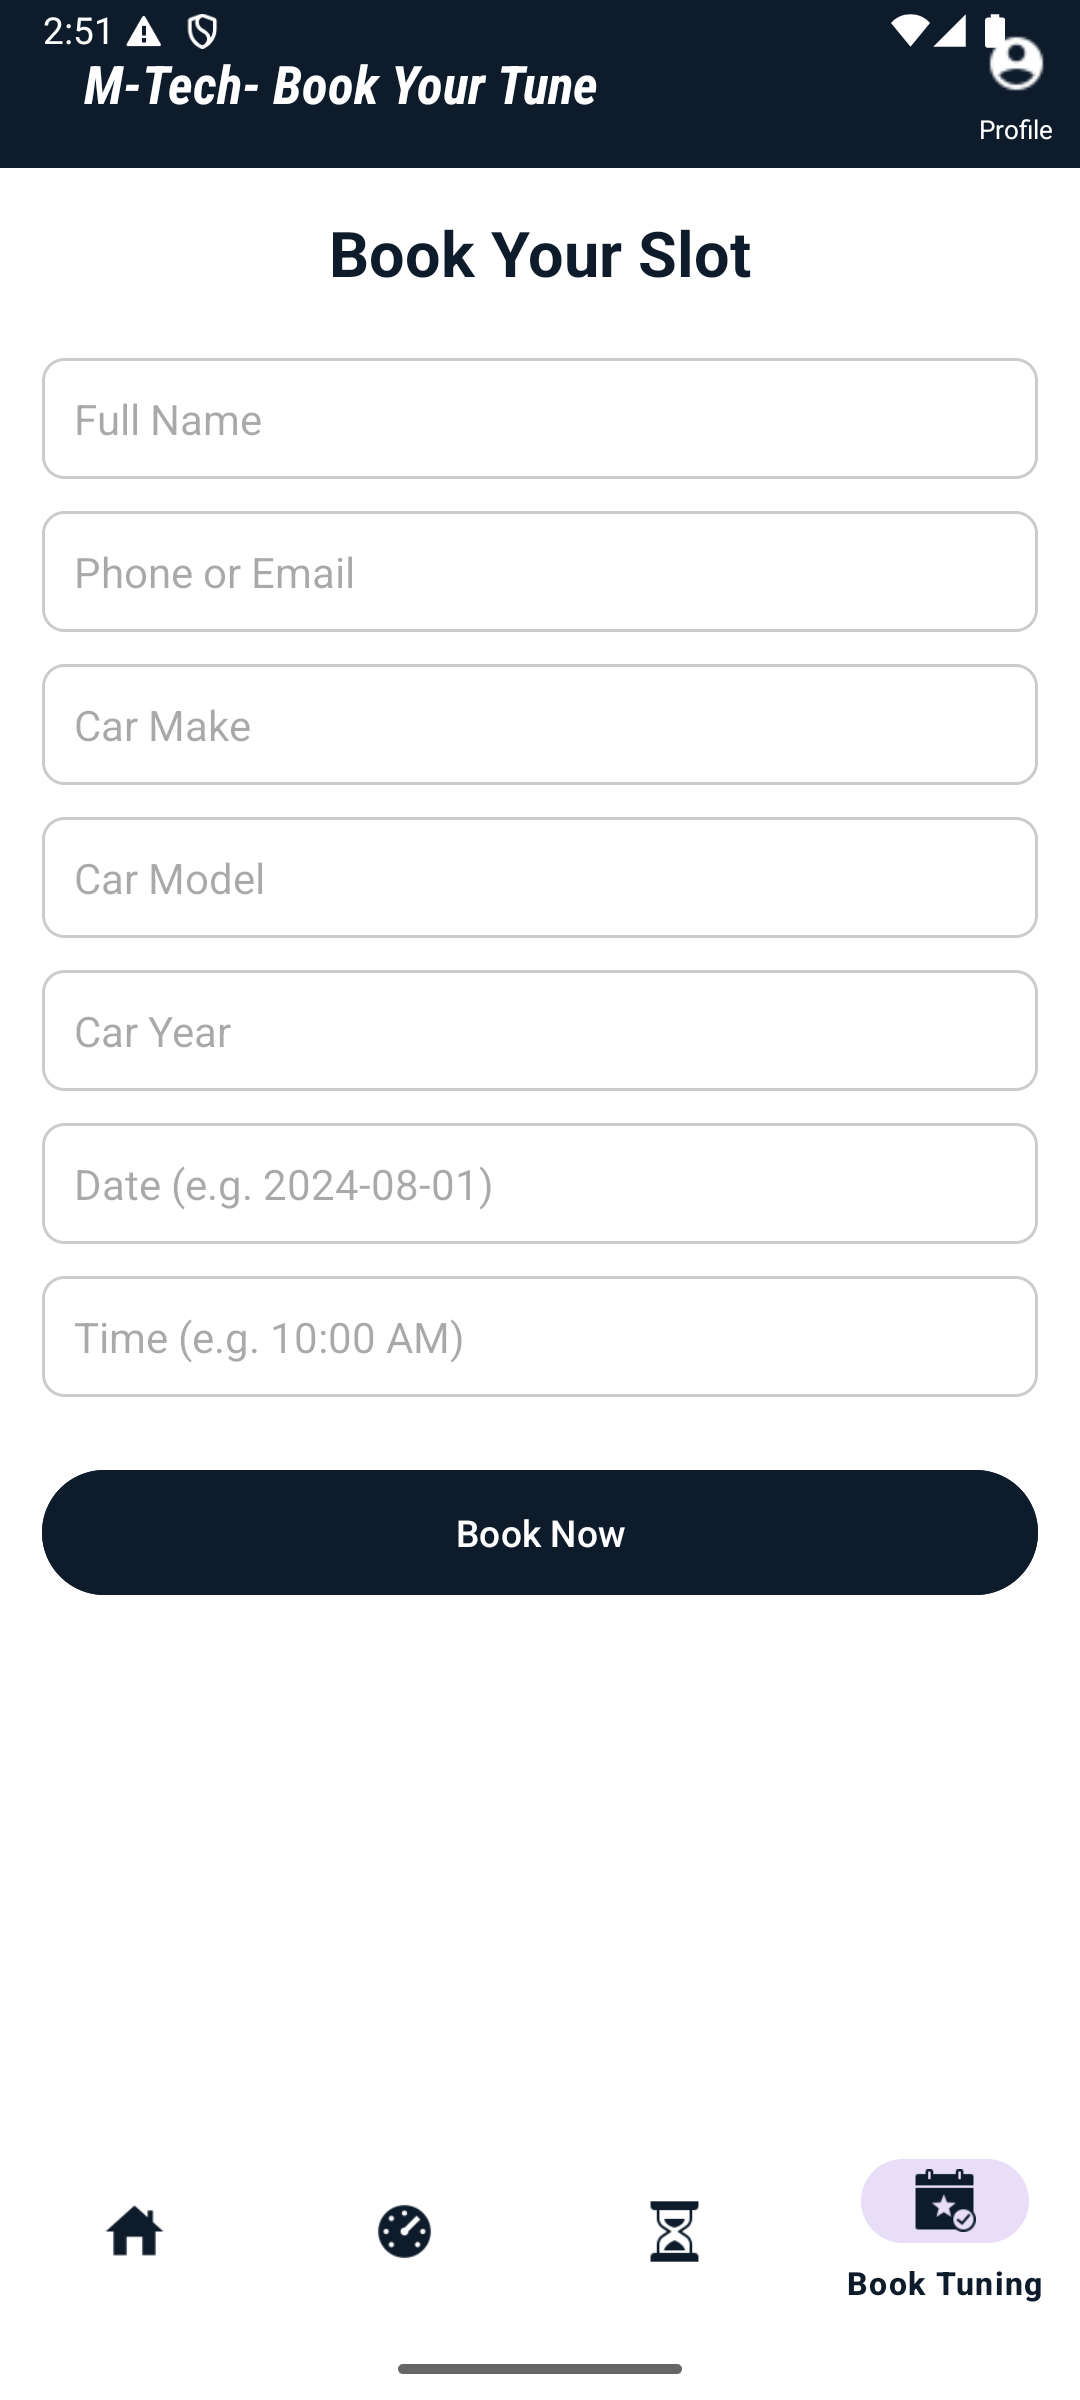 2:51
M-Tech- Book Your Tune
Profile
Book Your Slot
Full Name
Phone or Email
Car Make
Car Model
Car Year
Date (e.g. 2024-08-01)
Time (e.g. 10:00 AM)
Book Now
Book Tuning